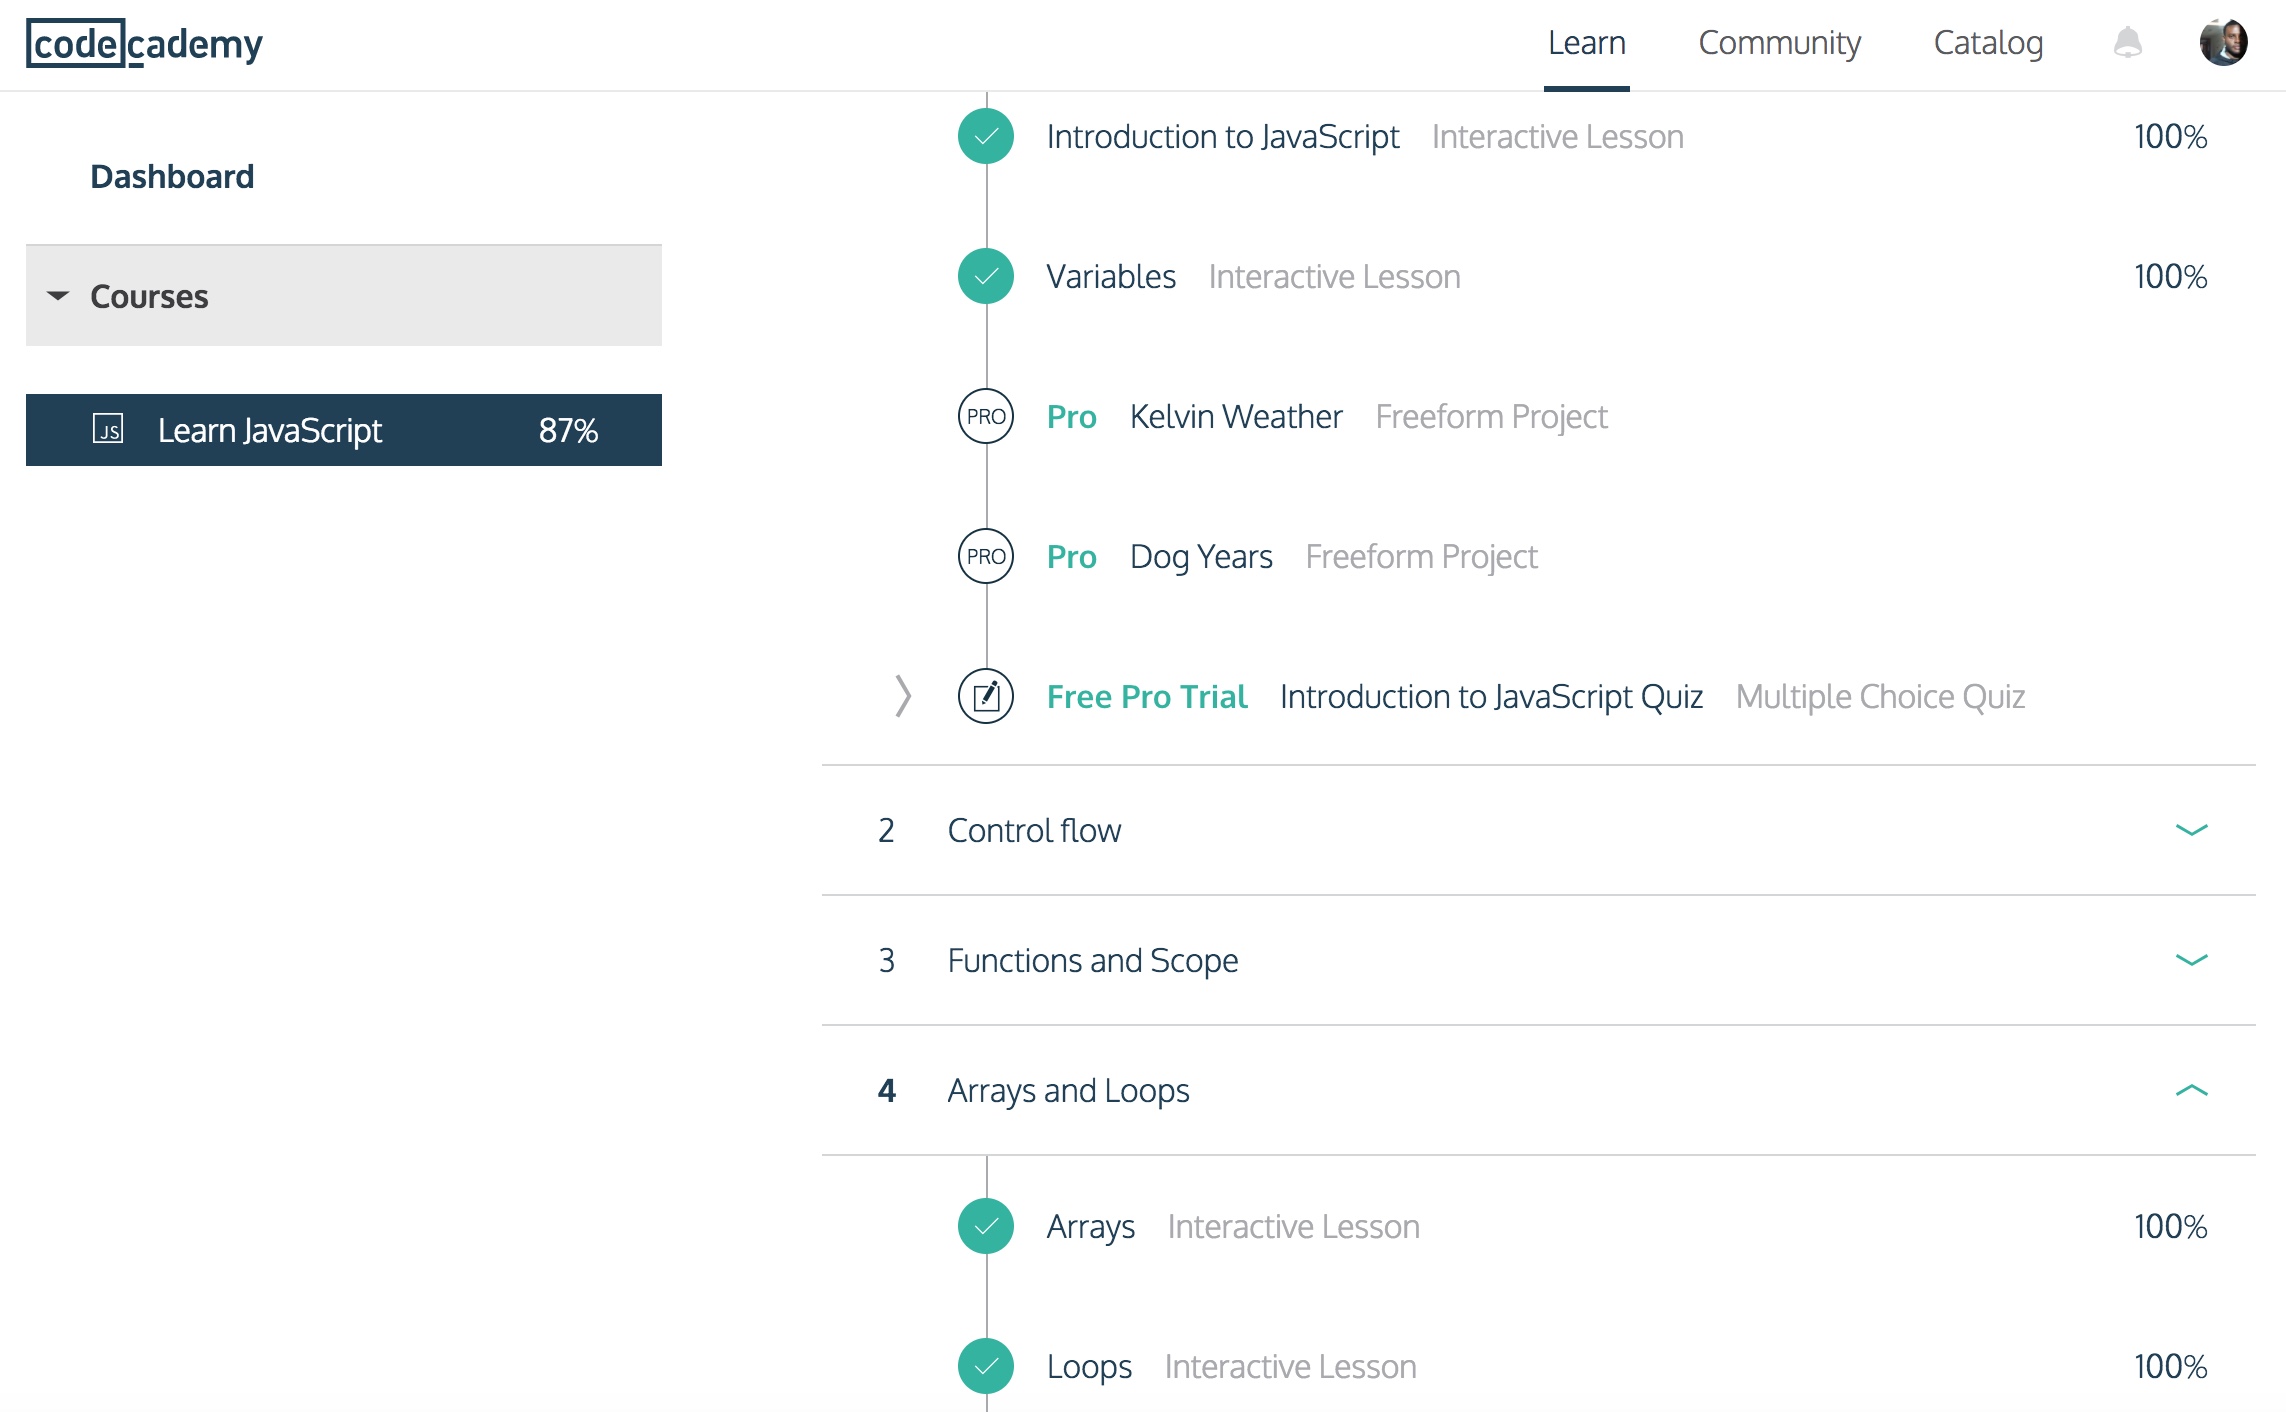 codecademy
Learn Community Catalog
Dashboard
Courses
JS Learn JavaScript 87%
Introduction to JavaScript Interactive Lesson 100%
Variables Interactive Lesson 100%
PRO Pro Kelvin Weather Freeform Project
PRO Pro Dog Years Freeform Project
Free Pro Trial Introduction to JavaScript Quiz Multiple Choice Quiz
2 Control flow
3 Functions and Scope
4 Arrays and Loops
Arrays Interactive Lesson 100%
Loops Interactive Lesson 100%